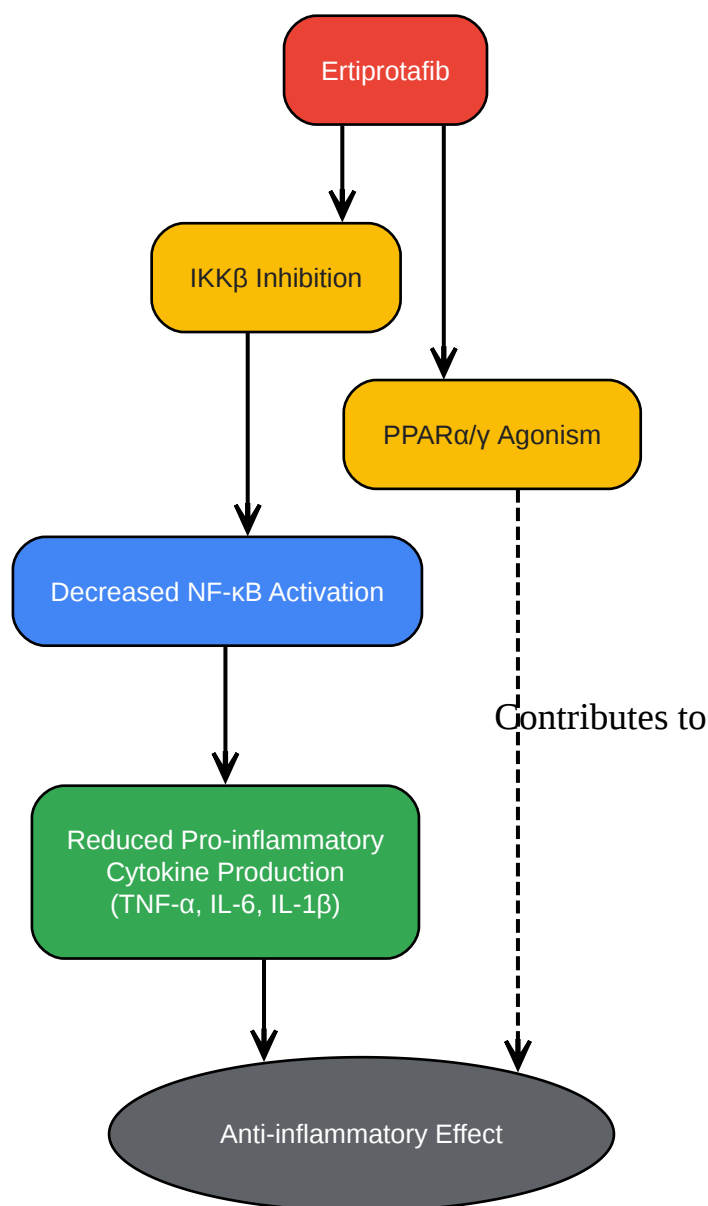 Ertiprotafib
IKKβ Inhibition
PPARα/γ Agonism
Decreased NF-κB Activation
Contributes to
Reduced Pro-inflammatory
Cytokine Production
(TNF-α, IL-6, IL-1β)
Anti-inflammatory Effect